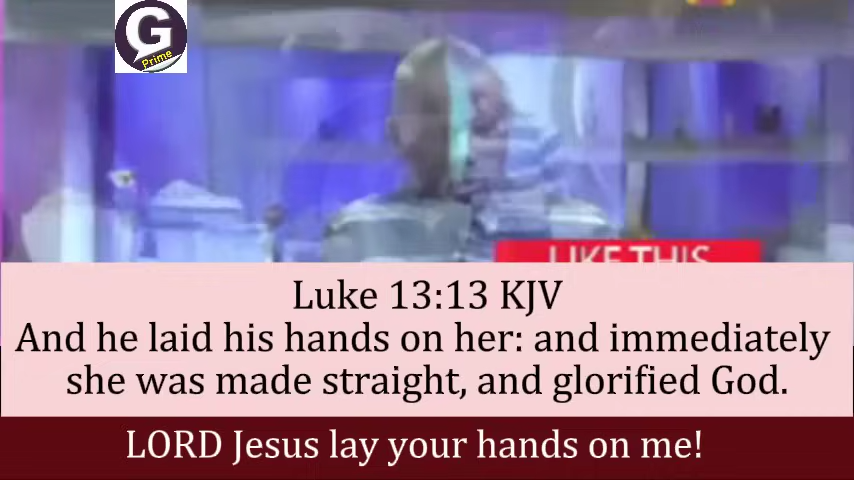 G
Prime
LIKE THIS
Luke 13:13 KJV
And he laid his hands on her: and immediately
she was made straight, and glorified God.
LORD Jesus lay your hands on me!